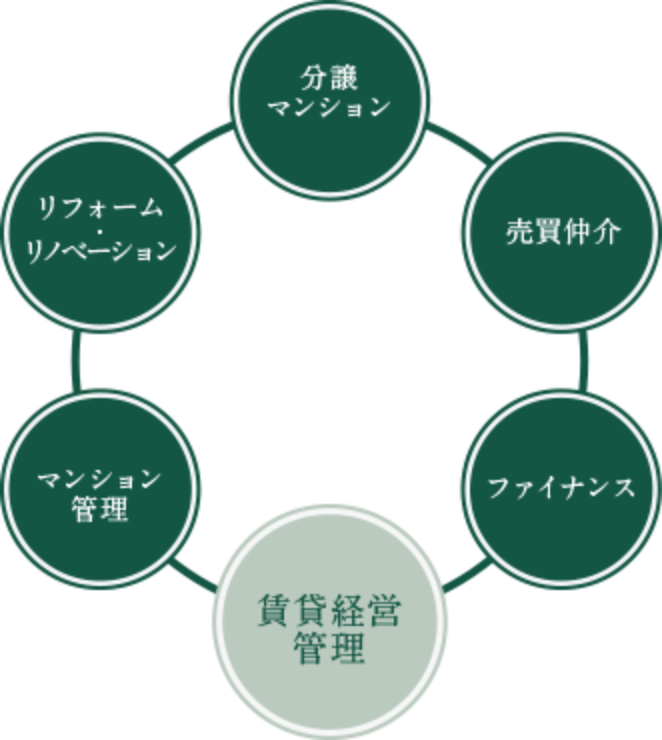 分譲
マンション
売買仲介
ファイナンス
賃貸経営
管理
マンション
管理
リフォーム
・
リノベーション